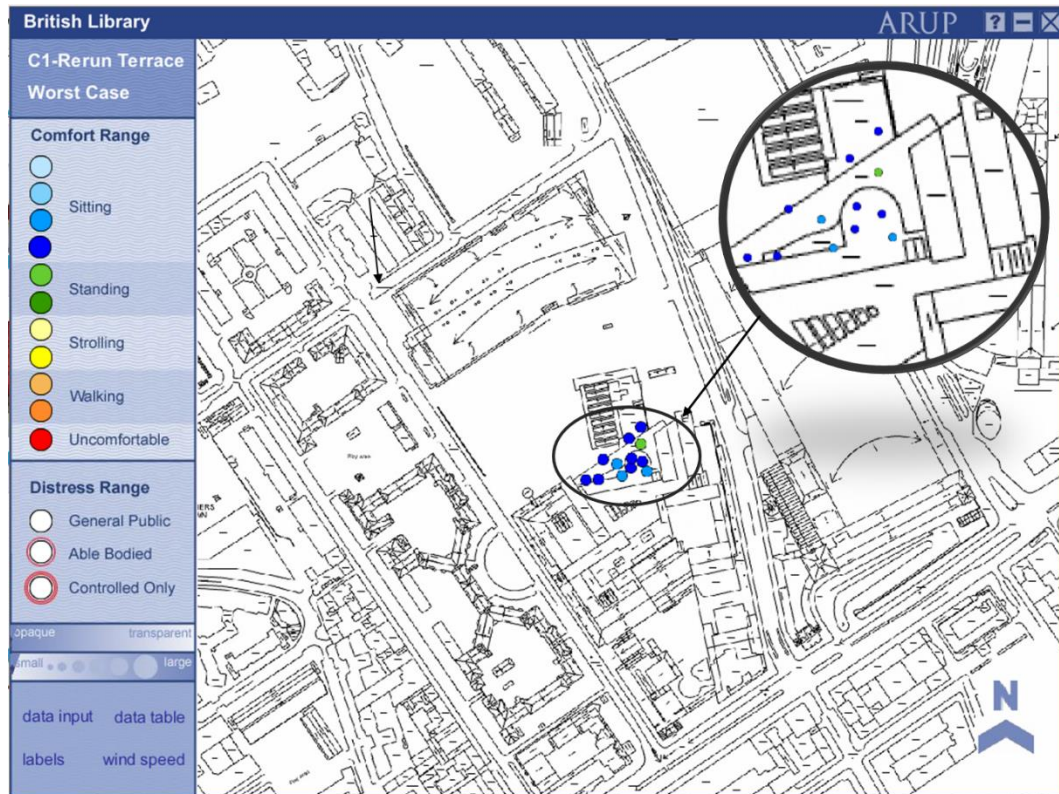 British Library
ARUP ? – X
C1-Rerun Terrace
Worst Case
Comfort Range
Sitting
Standing
Strolling
Walking
Uncomfortable
Distress Range
General Public
Able Bodied
Controlled Only
opaque transparent
small large
data input data table
labels wind speed
Play area
N